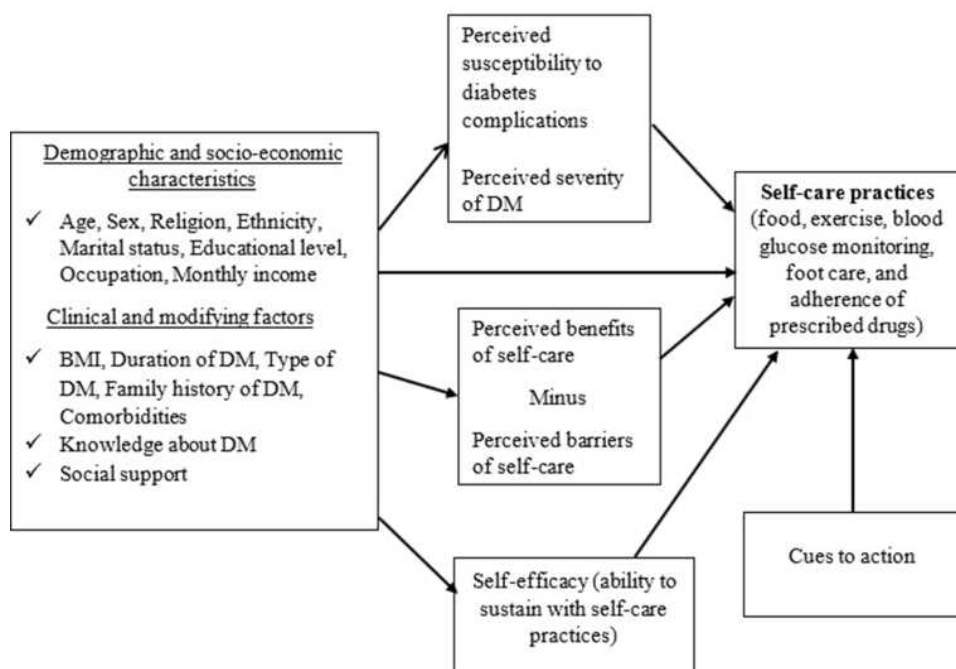 Demographic and socio-economic
characteristics
✓ Age, Sex, Religion, Ethnicity,
Marital status, Educational level,
Occupation, Monthly income
Clinical and modifying factors
✓ BMI, Duration of DM, Type of
DM, Family history of DM,
Comorbidities
✓ Knowledge about DM
✓ Social support
Perceived
susceptibility to
diabetes
complications
Perceived severity
of DM
Perceived benefits
of self-care
Minus
Perceived barriers
of self-care
Self-efficacy (ability to
sustain with self-care
practices)
Self-care practices
(food, exercise, blood
glucose monitoring,
foot care, and
adherence of
prescribed drugs)
Cues to action